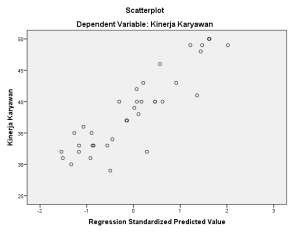 Scatterplot
Dependent Variable: Kinerja Karyawan
Kinerja Karyawan
50
45
40
35
30
25
-2 -1 0 1 2 3
Regression Standardized Predicted Value